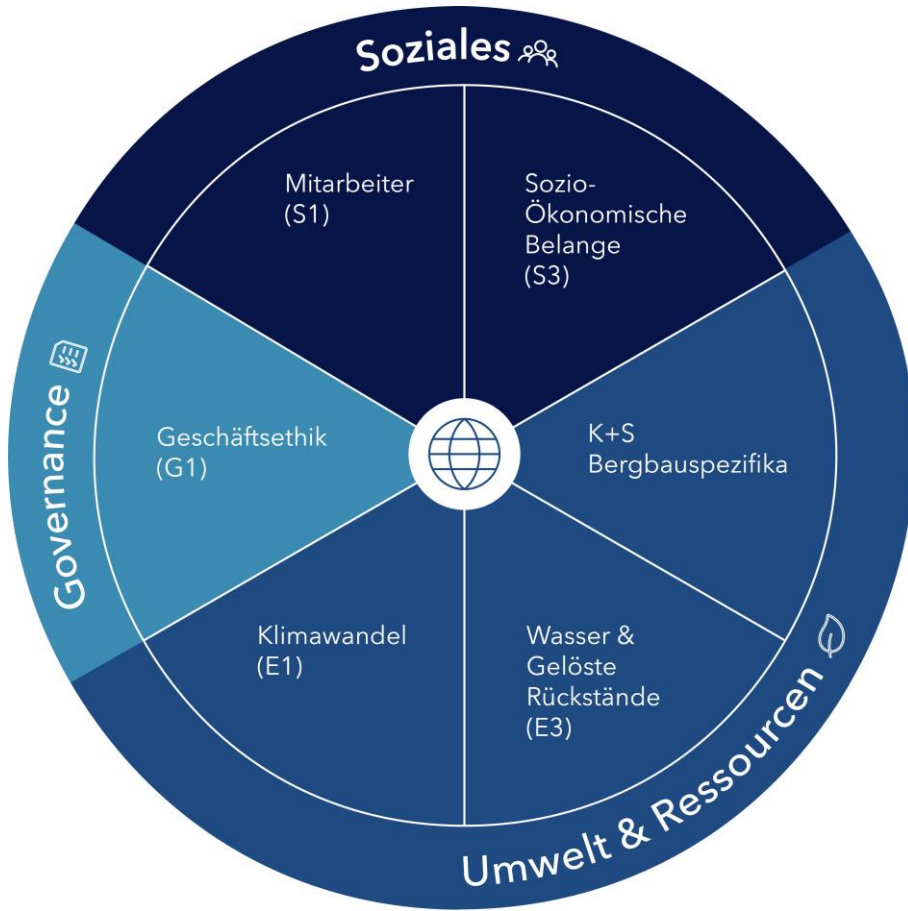 Soziales
Mitarbeiter
(S1)
Sozio-
Ökonomische
Belange
(S3)
Governance
Geschäftsethik
(G1)
K+S
Bergbauspezifika
Klimawandel
(E1)
Wasser &
Gelöste
Rückstände
(E3)
Umwelt & Ressourcen